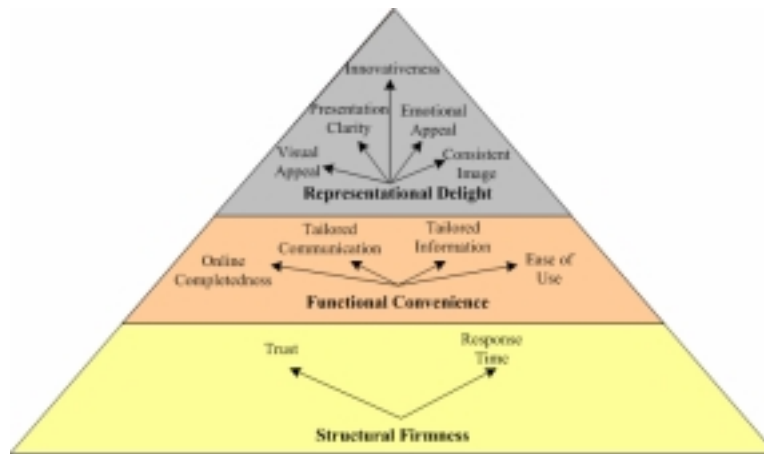 Innovativeness
Presentation
Clarity
Emotional
Appeal
Visual
Appeal
Consistent
Image
Representational Delight
Tailored
Communication
Tailored
Information
Online
Completedness
Ease of
Use
Functional Convenience
Trust
Response
Time
Structural Firmness